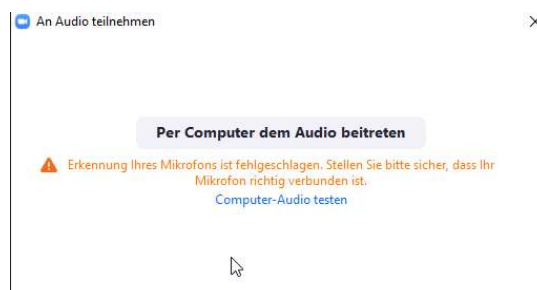 An Audio teilnehmen
Per Computer dem Audio beitreten
Erkennung Ihres Mikrofons ist fehlgeschlagen. Stellen Sie bitte sicher, dass Ihr
Mikrofon richtig verbunden ist.
Computer-Audio testen